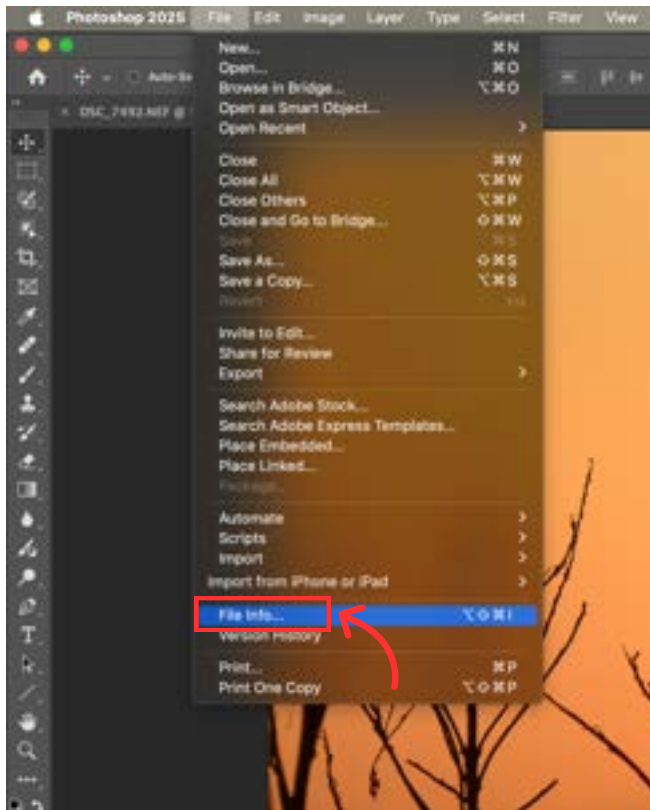 Photoshop 2025 File Edit Image Layer Type Select Filter View
New... ⌘N
Open... ⌘O
Browse in Bridge... ⌥⌘O
Open as Smart Object...
Open Recent
Close ⌘W
Close All ⌥⌘W
Close Others ⌥⌘P
Close and Go to Bridge... ⇧⌘W
Save ⌘S
Save As... ⇧⌘S
Save a Copy... ⌥⌘S
Revert
Invite to Edit...
Share for Review
Export
Search Adobe Stock...
Search Adobe Express Templates...
Place Embedded...
Place Linked...
Package...
Automate
Scripts
Import
Import from iPhone or iPad
File Info... ⌥⇧⌘I
Version History
Print... ⌘P
Print One Copy ⌥⇧⌘P